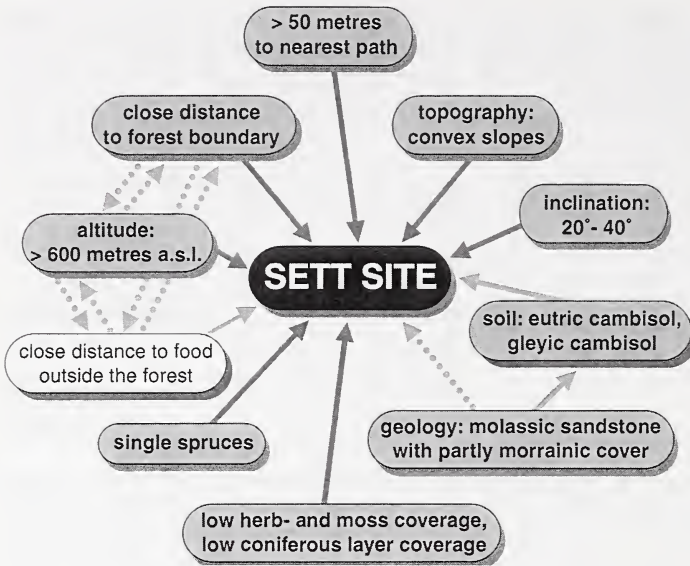 > 50 metres
to nearest path
close distance
to forest boundary
topography:
convex slopes
altitude:
> 600 metres a.s.l.
inclination:
20°- 40°
SETT SITE
soil: eutric cambisol,
gleyic cambisol
close distance to food
outside the forest
single spruces
geology: molassic sandstone
with partly morrainic cover
low herb- and moss coverage,
low coniferous layer coverage